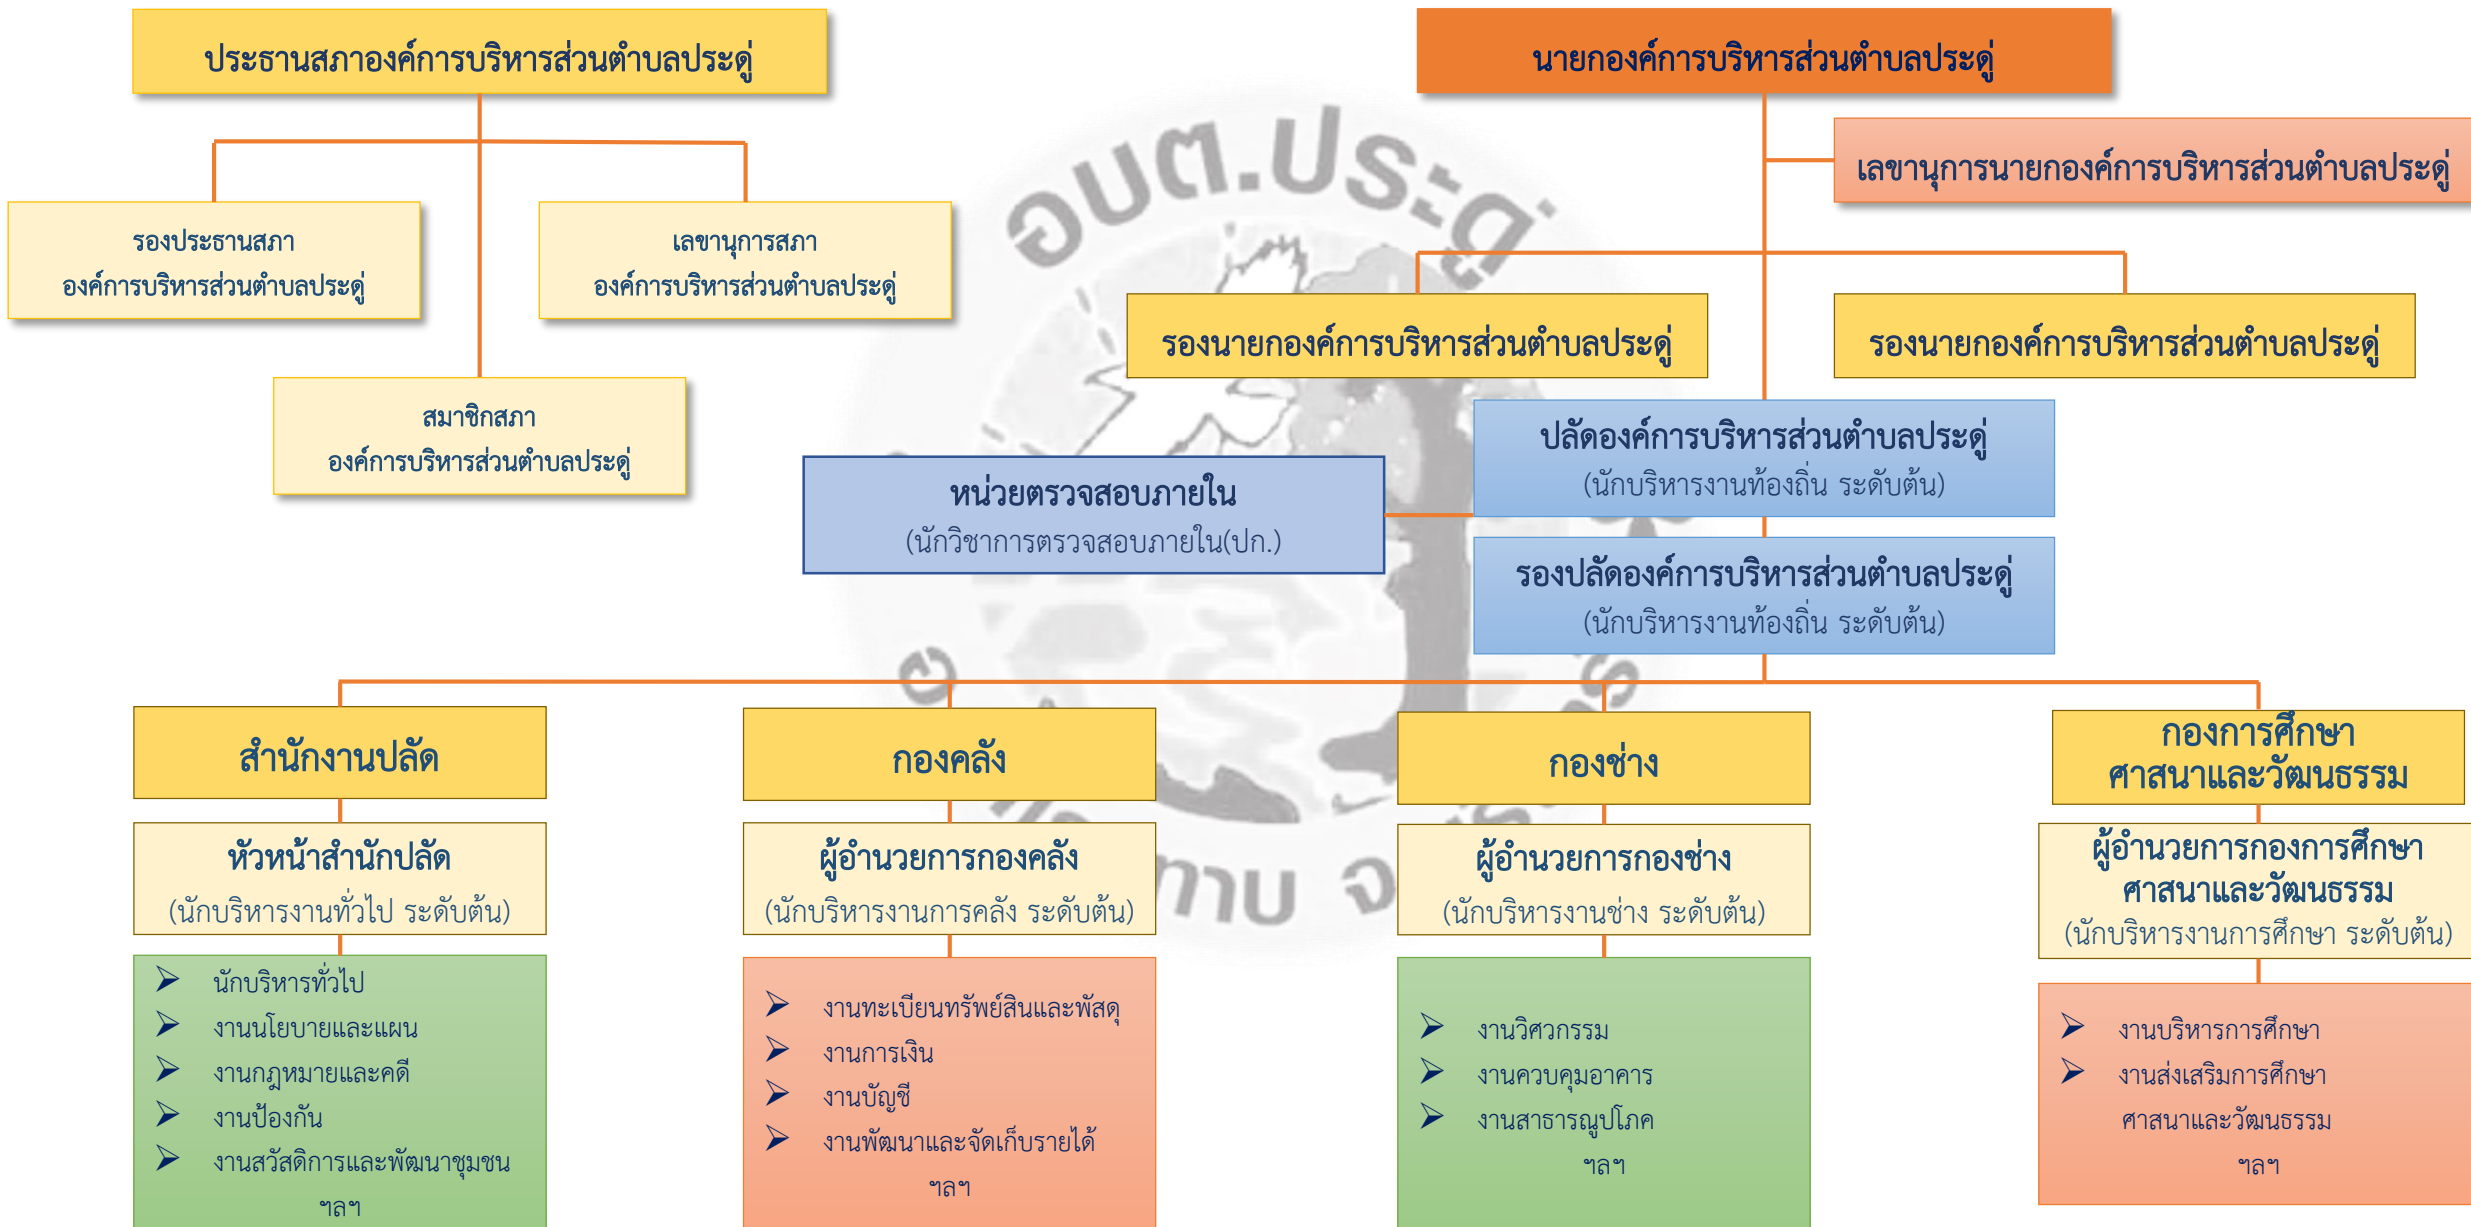 ประธานสภาองค์การบริหารส่วนตำบลประดู่
รองประธานสภา
องค์การบริหารส่วนตำบลประดู่
เลขานุการสภา
องค์การบริหารส่วนตำบลประดู่
สมาชิกสภา
องค์การบริหารส่วนตำบลประดู่
นายกองค์การบริหารส่วนตำบลประดู่
เลขานุการนายกองค์การบริหารส่วนตำบลประดู่
อบต.ประดู่
รองนายกองค์การบริหารส่วนตำบลประดู่
รองนายกองค์การบริหารส่วนตำบลประดู่
ปลัดองค์การบริหารส่วนตำบลประดู่
(นักบริหารงานท้องถิ่น ระดับต้น)
หน่วยตรวจสอบภายใน
(นักวิชาการตรวจสอบภายใน(ปก.)
รองปลัดองค์การบริหารส่วนตำบลประดู่
(นักบริหารงานท้องถิ่น ระดับต้น)
สำนักงานปลัด
หัวหน้าสำนักปลัด
(นักบริหารงานทั่วไป ระดับต้น)
➢ นักบริหารทั่วไป
➢ งานนโยบายและแผน
➢ งานกฎหมายและคดี
➢ งานป้องกัน
➢ งานสวัสดิการและพัฒนาชุมชน
ฯลฯ
กองคลัง
ผู้อำนวยการกองคลัง
(นักบริหารงานการคลัง ระดับต้น)
➢ งานทะเบียนทรัพย์สินและพัสดุ
➢ งานการเงิน
➢ งานบัญชี
➢ งานพัฒนาและจัดเก็บรายได้
ฯลฯ
กองช่าง
ผู้อำนวยการกองช่าง
(นักบริหารงานช่าง ระดับต้น)
➢ งานวิศวกรรม
➢ งานควบคุมอาคาร
➢ งานสาธารณูปโภค
ฯลฯ
กองการศึกษา
ศาสนาและวัฒนธรรม
ผู้อำนวยการกองการศึกษา
ศาสนาและวัฒนธรรม
(นักบริหารงานการศึกษา ระดับต้น)
➢ งานบริหารการศึกษา
➢ งานส่งเสริมการศึกษา
ศาสนาและวัฒนธรรม
ฯลฯ